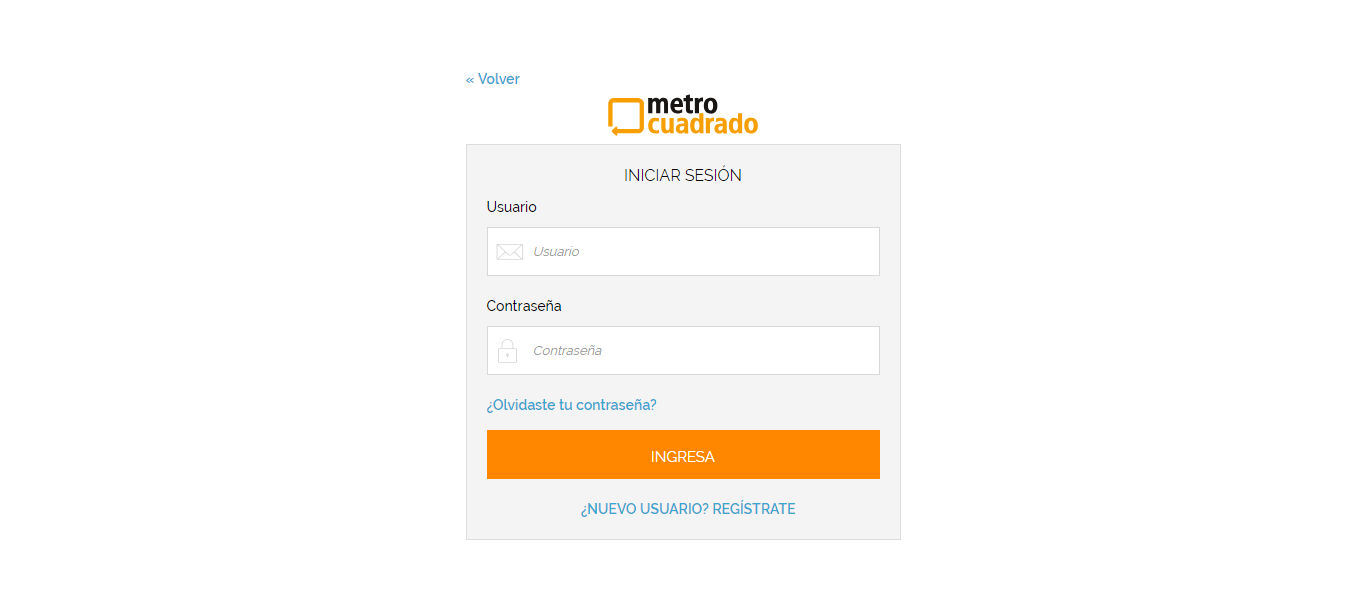 « Volver
metro
cuadrado
INICIAR SESIÓN
Usuario
Usuario
Contraseña
Contraseña
¿Olvidaste tu contraseña?
INGRESA
¿NUEVO USUARIO? REGÍSTRATE